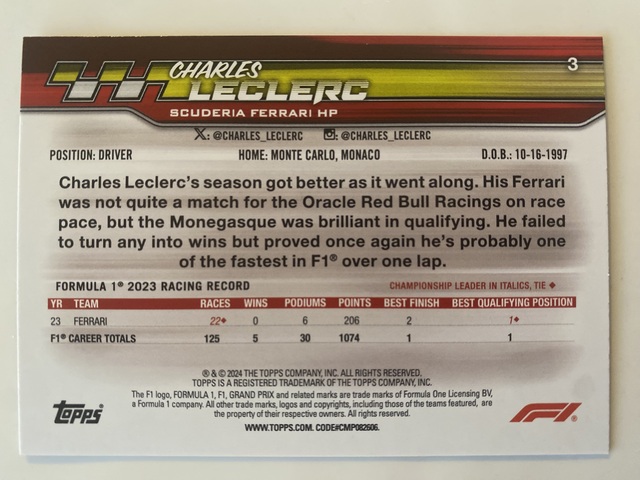 3
CHARLES
LECLERC
SCUDERIA FERRARI HP
X: @CHARLES_LECLERC : @CHARLES_LECLERC
POSITION: DRIVER HOME: MONTE CARLO, MONACO D.O.B.: 10-16-1997
Charles Leclerc's season got better as it went along. His Ferrari
was not quite a match for the Oracle Red Bull Racings on race
pace, but the Monegasque was brilliant in qualifying. He failed
to turn any into wins but proved once again he's probably one
of the fastest in F1® over one lap.
FORMULA 1® 2023 RACING RECORD CHAMPIONSHIP LEADER IN ITALICS, TIE ◆
YR TEAM RACES WINS PODIUMS POINTS BEST FINISH BEST QUALIFYING POSITION
23 FERRARI 22◆ 0 6 206 2 1◆
F1® CAREER TOTALS 125 5 30 1074 1 1
® & © 2024 THE TOPPS COMPANY, INC. ALL RIGHTS RESERVED.
TOPPS IS A REGISTERED TRADEMARK OF THE TOPPS COMPANY, INC.
The F1 logo, FORMULA 1, F1, GRAND PRIX and related marks are trade marks of Formula One Licensing BV,
a Formula 1 company. All other trade marks, logos and copyrights, including those of the teams featured, are
the property of their respective owners. All rights reserved.
WWW.TOPPS.COM. CODE#CMP082606.
Topps® F1®